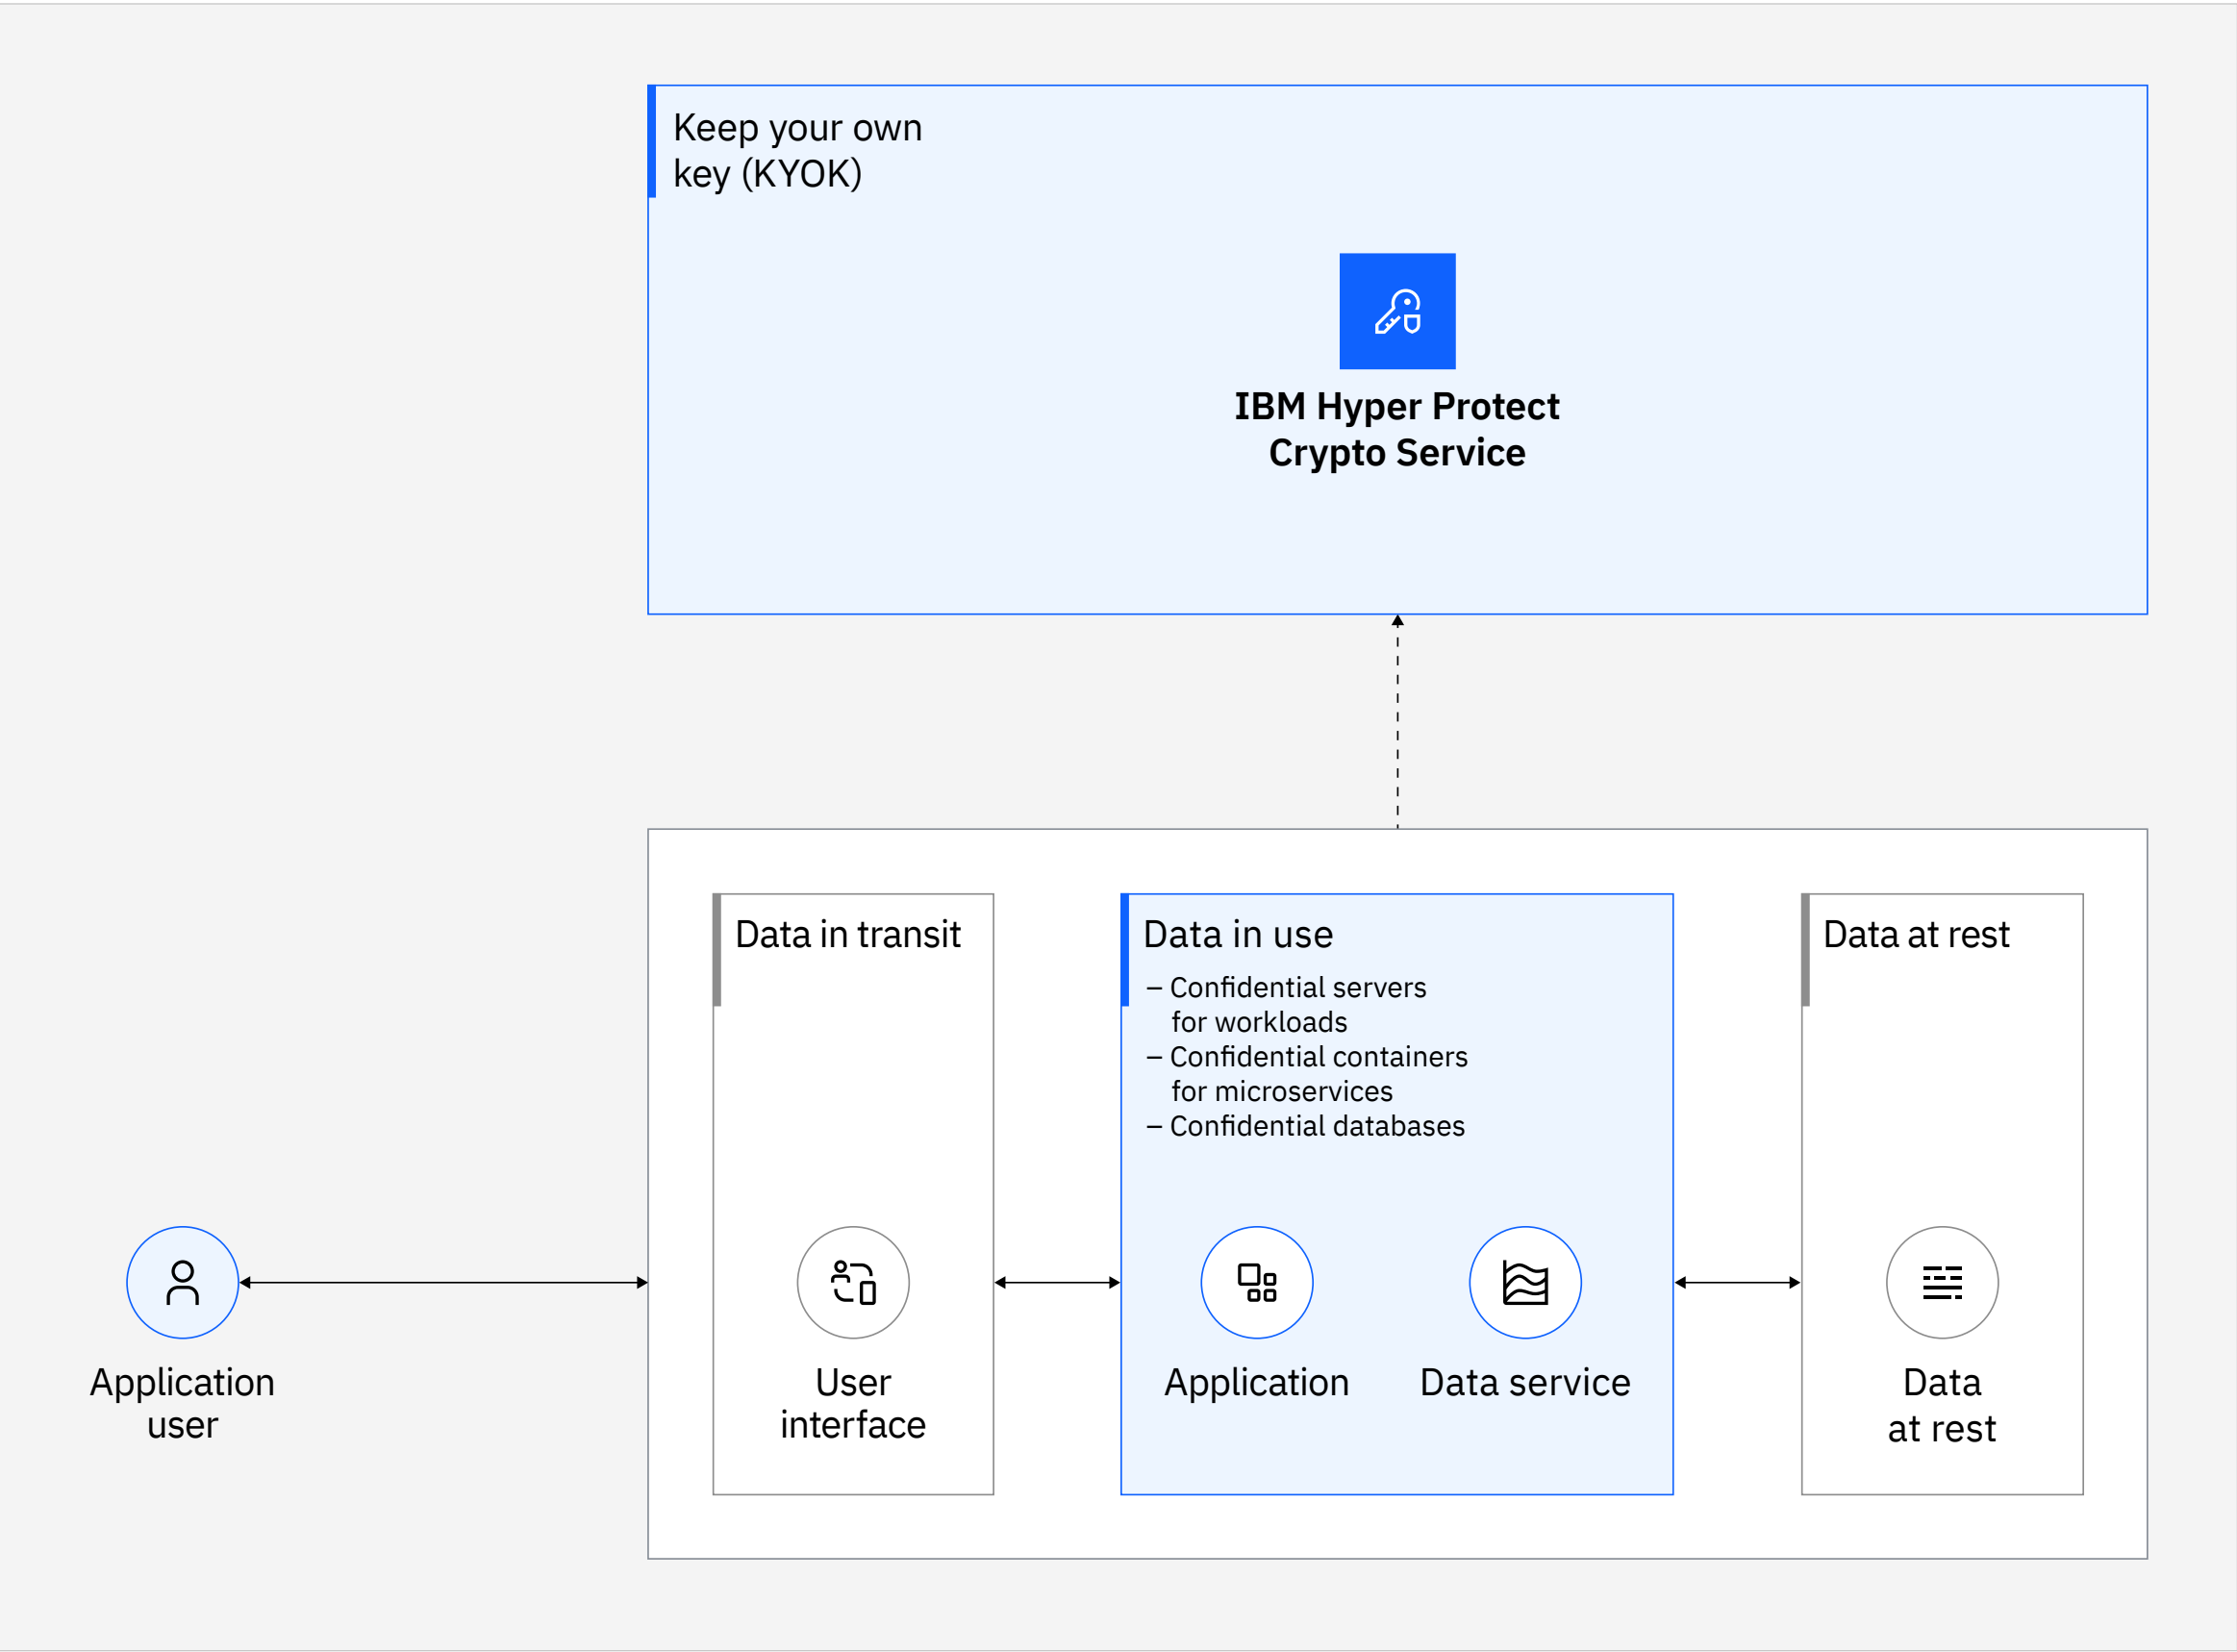 Keep your own
key (KYOK)
IBM Hyper Protect
Crypto Service
Data in transit
Data in use
– Confidential servers
for workloads
– Confidential containers
for microservices
– Confidential databases
Data at rest
Application
user
User
interface
Application
Data service
Data
at rest